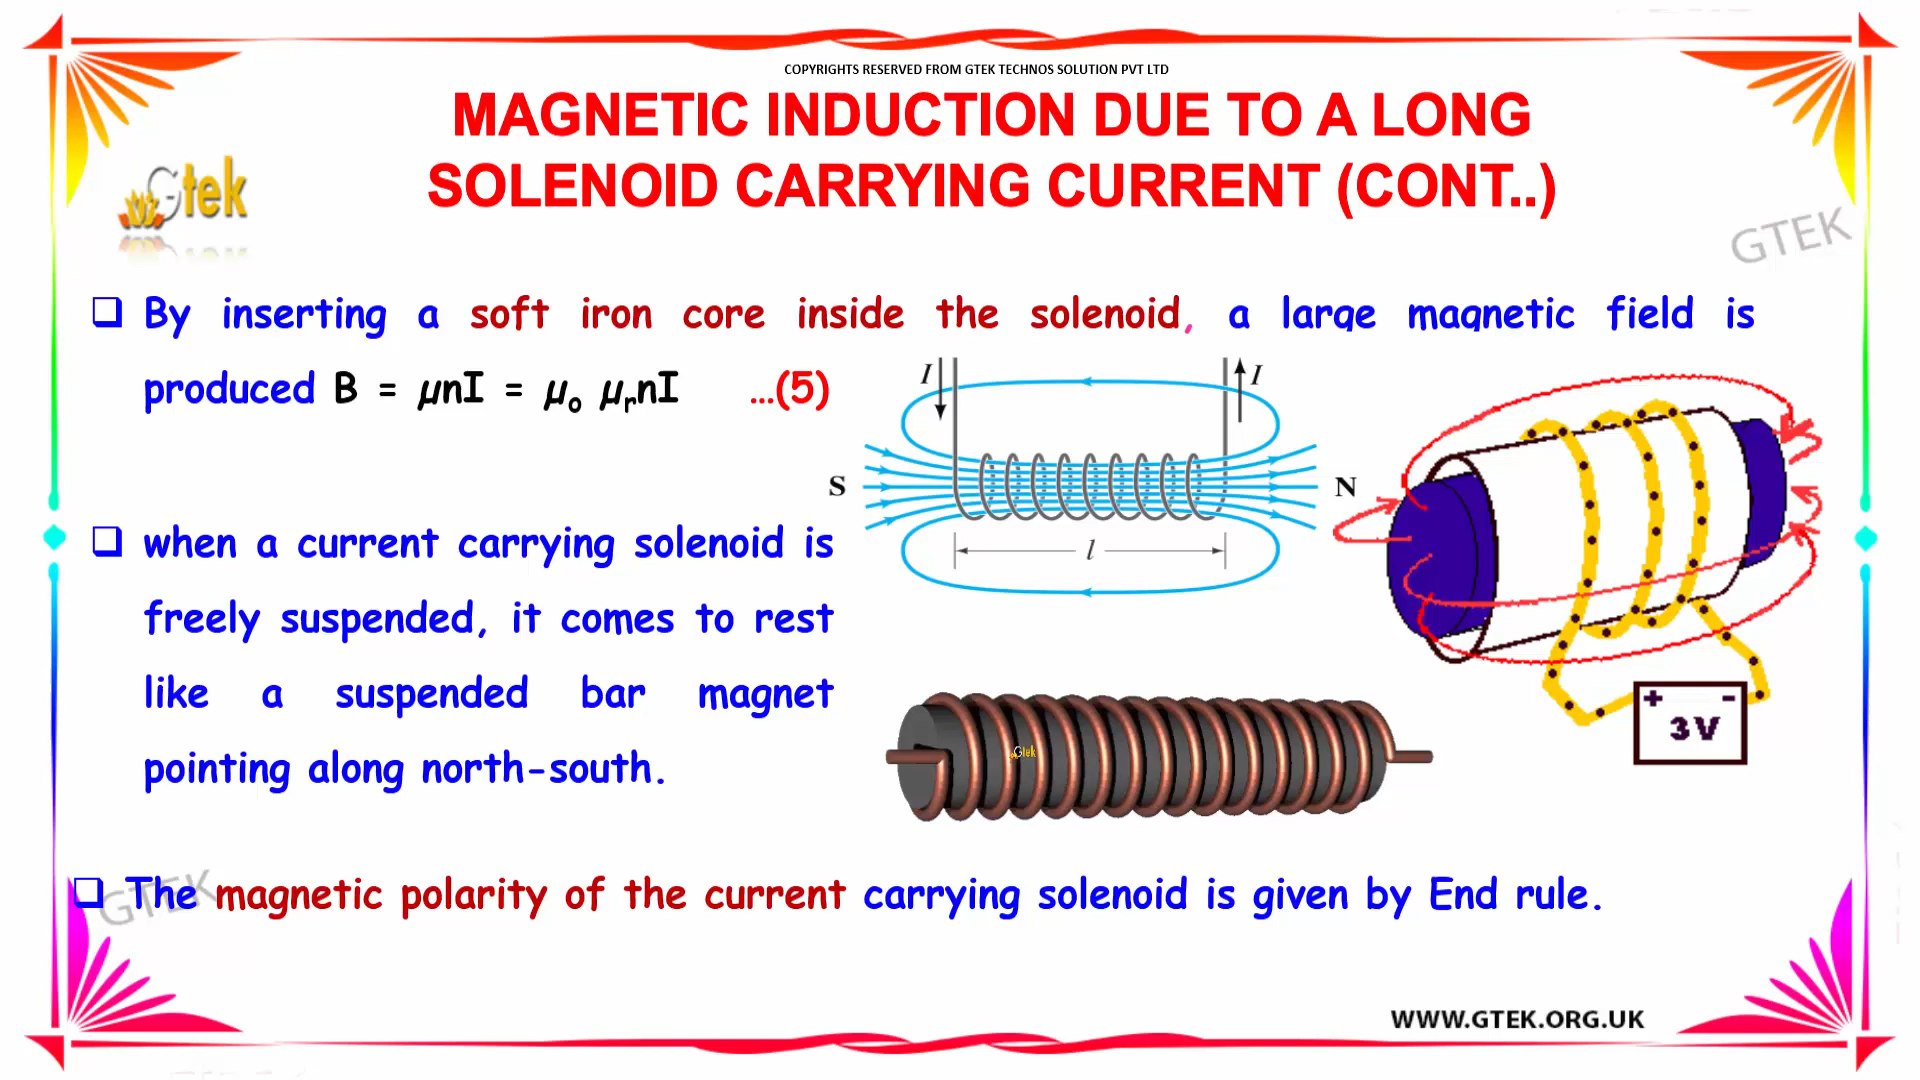 COPYRIGHTS RESERVED FROM GTEK TECHNOS SOLUTION PVT LTD
MAGNETIC INDUCTION DUE TO A LONG
SOLENOID CARRYING CURRENT (CONT..)
Gtek
GTEK
❑ By inserting a soft iron core inside the solenoid, a large magnetic field is
produced B = µnI = µₒ µᵣnI ...(5)
I I
S N
l
❑ when a current carrying solenoid is
freely suspended, it comes to rest
like a suspended bar magnet
pointing along north-south.
+ -
3V
Gtek
GTEK
❑ The magnetic polarity of the current carrying solenoid is given by End rule.
WWW.GTEK.ORG.UK